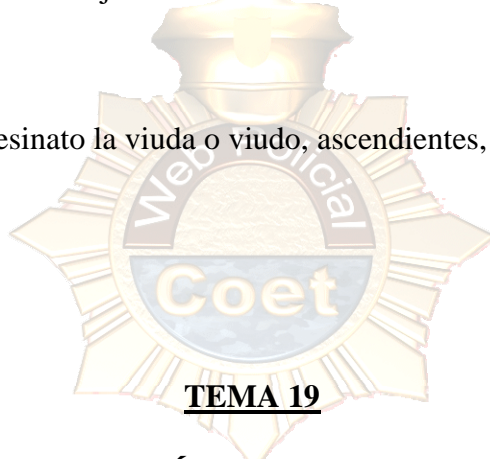 esinato la viuda o viudo, ascendientes,
Web Policial
Coet
TEMA 19